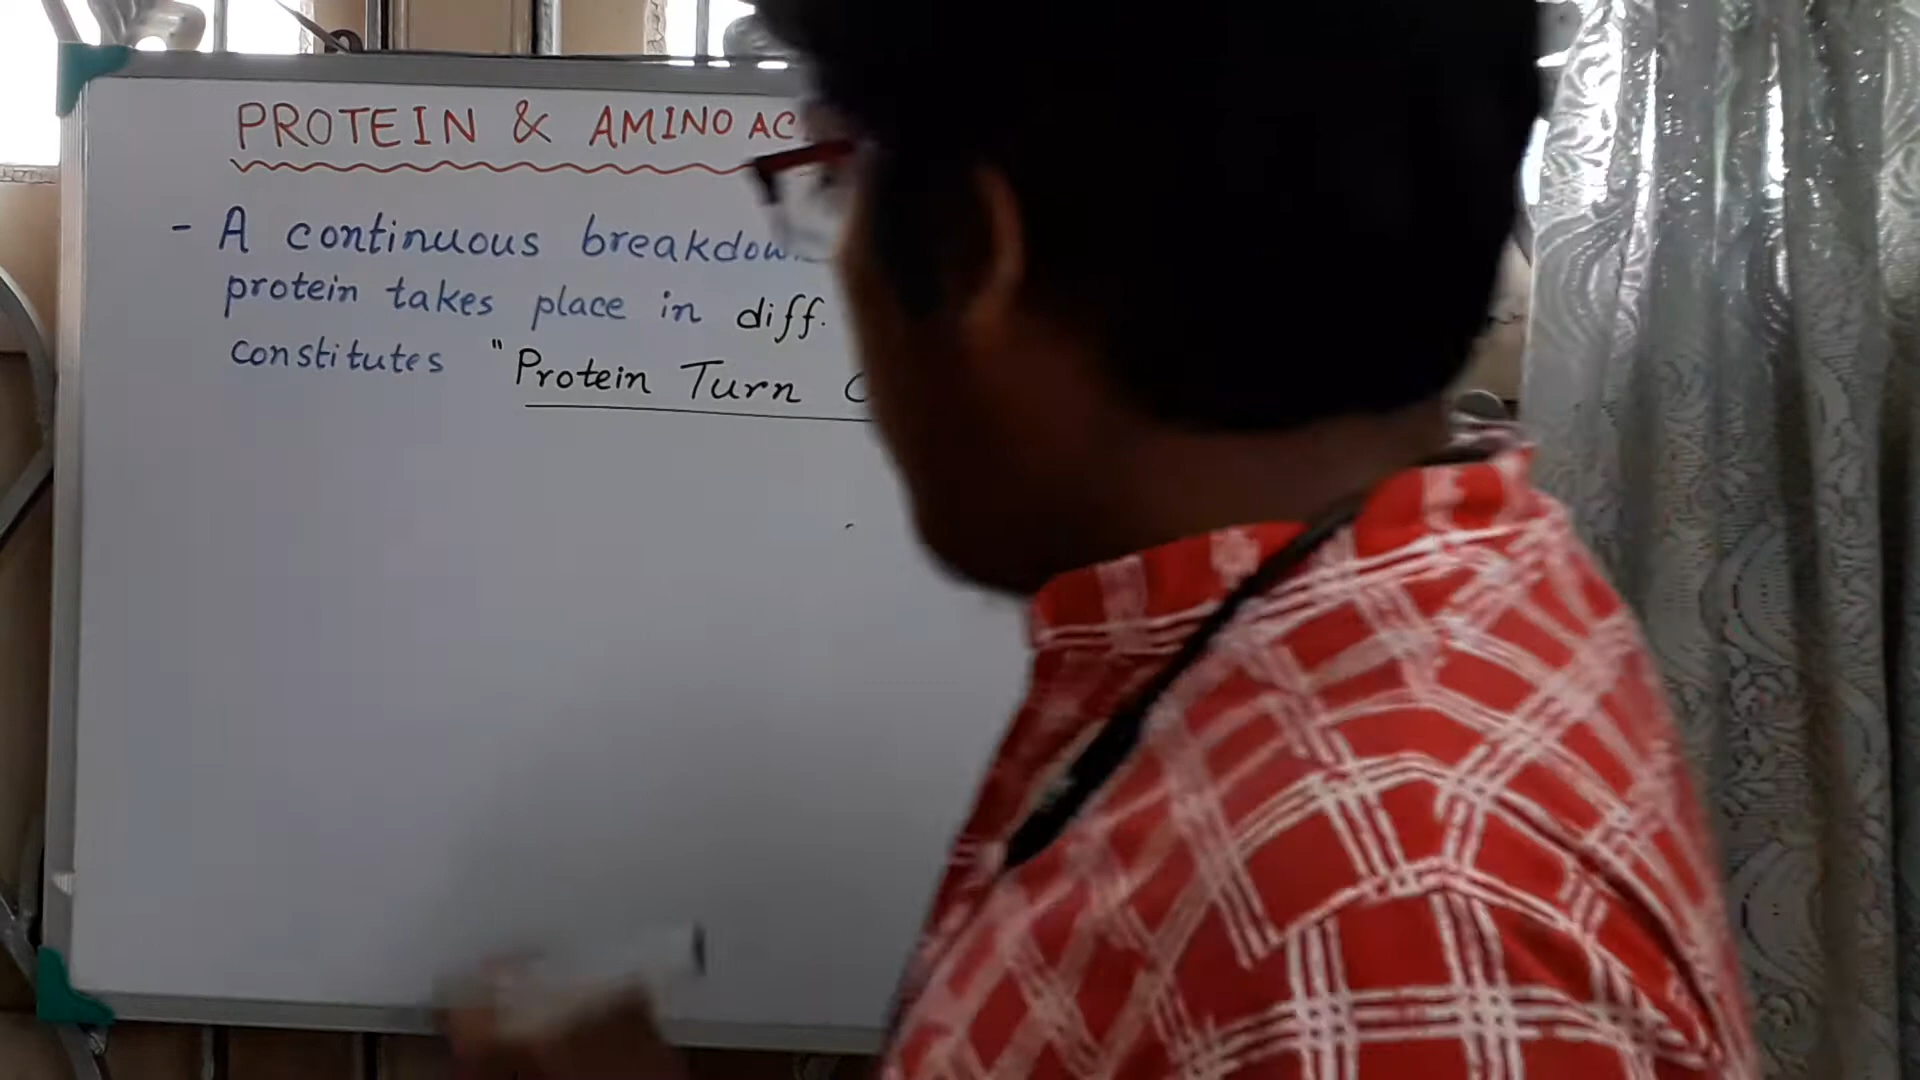 PROTEIN & AMINO AC
- A continuous breakdow
protein takes place in diff.
constitutes "Protein Turn O